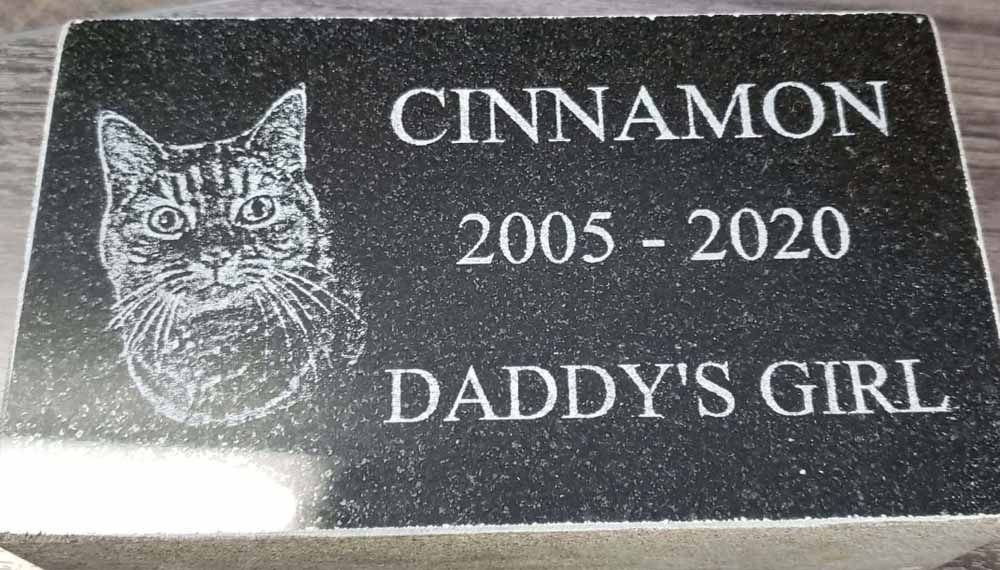 CINNAMON
2005 - 2020
DADDY'S GIRL